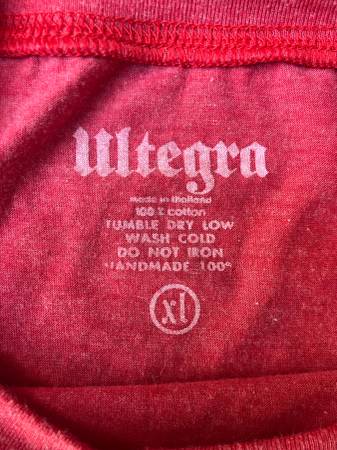 Ultegra
made in thailand
100 % cotton
TUMBLE DRY LOW
WASH COLD
DO NOT IRON
HANDMADE 100%
xl